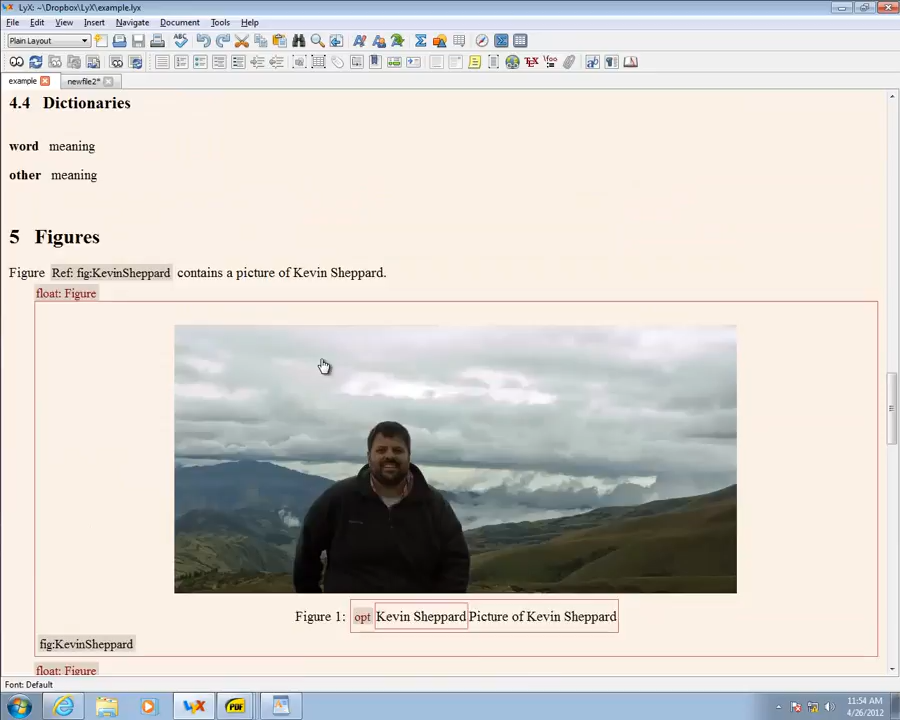 LyX: ~\Dropbox\LyX\example.lyx
File Edit View Insert Navigate Document Tools Help
Plain Layout
example newfile2*
4.4 Dictionaries
word meaning
other meaning
5 Figures
Figure Ref: fig:KevinSheppard contains a picture of Kevin Sheppard.
float: Figure
Figure 1: opt Kevin Sheppard Picture of Kevin Sheppard
fig:KevinSheppard
float: Figure
Font: Default
PDF
11:54 AM
4/26/2012